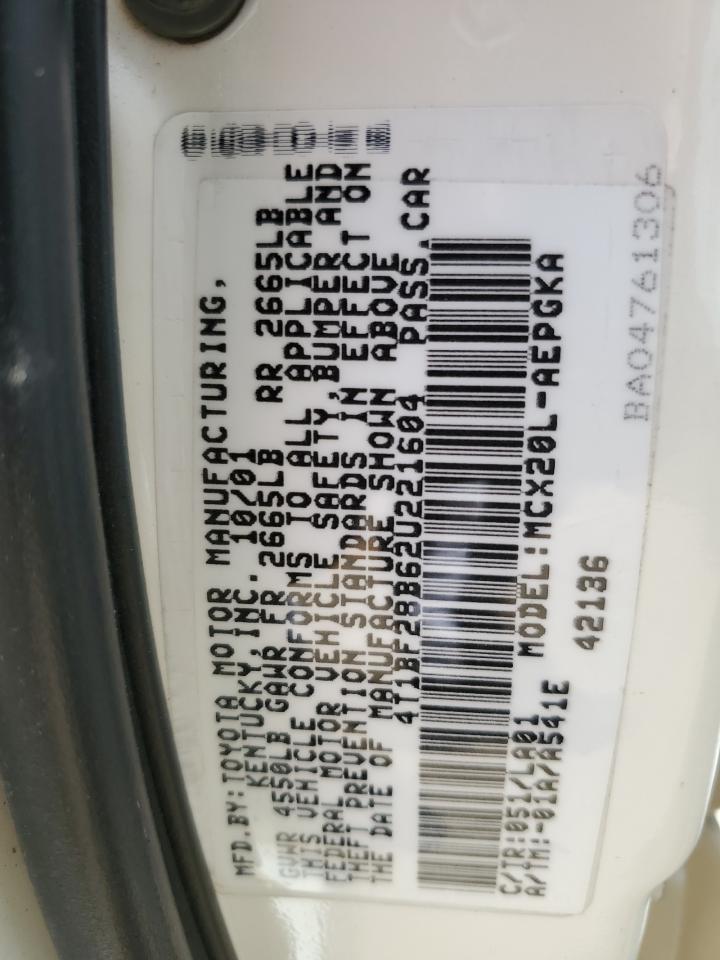 MFD.BY:TOYOTA MOTOR MANUFACTURING,
KENTUCKY,INC. 10/01
GVWR 4550LB GAWR FR 2665LB RR 2665LB
THIS VEHICLE CONFORMS TO ALL APPLICABLE
FEDERAL MOTOR VEHICLE SAFETY,BUMPER AND
THEFT PREVENTION STANDARDS IN EFFECT ON
THE DATE OF MANUFACTURE SHOWN ABOVE
4T1BF28B62U221604 PASS.CAR
C/TR:051/LA01 MODEL:MCX20L-AEPGKA
A/TM:-01A/A541E
42136
BA04761306